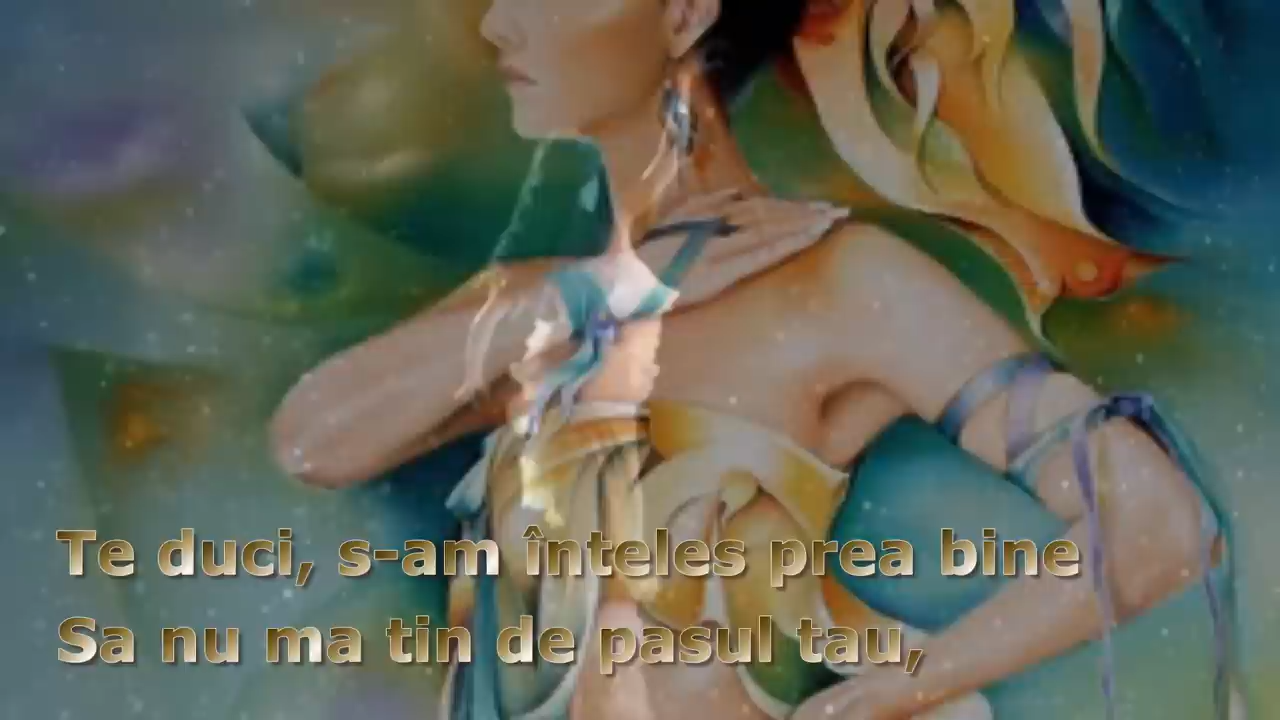 Te duci, s-am înteles prea bine
Sa nu ma tin de pasul tau,